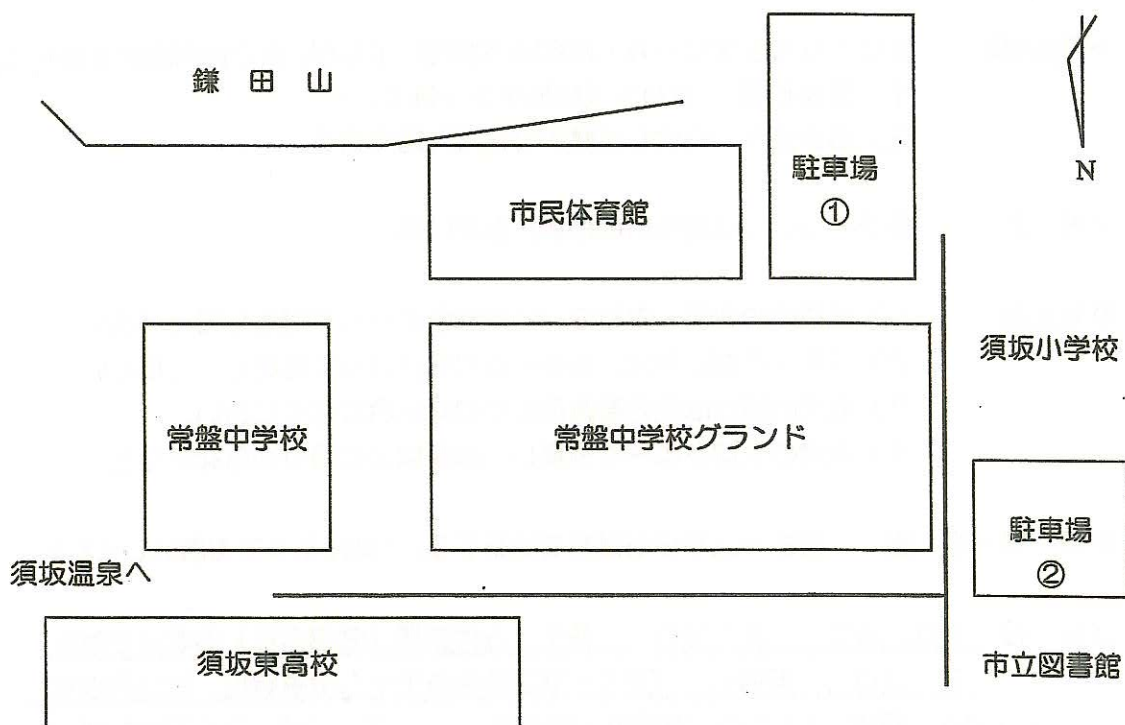 鎌田山
駐車場
①
N
市民体育館
須坂小学校
常盤中学校
常盤中学校グランド
駐車場
②
須坂温泉へ
須坂東高校
市立図書館